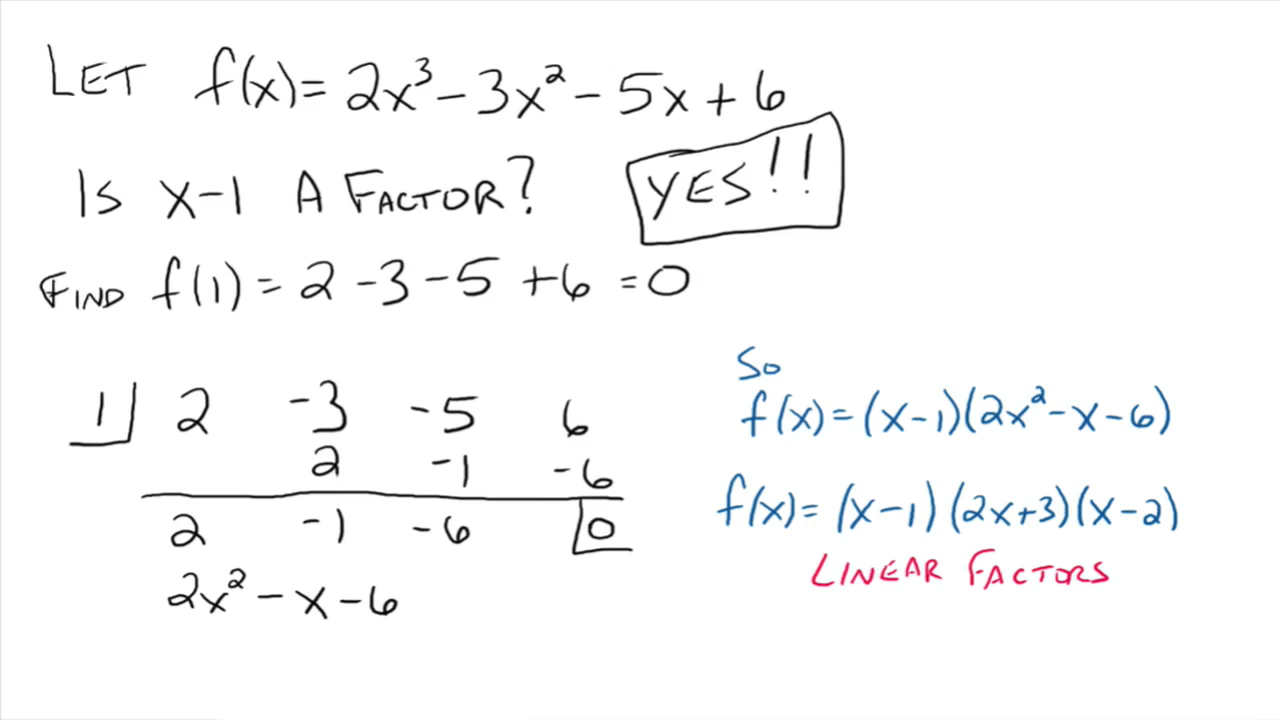 LET f(x)= 2x³ - 3x² - 5x + 6
IS x-1 A FACTOR? YES!!
FIND f(1) = 2 -3 -5 +6 =0
1 2 -3 -5 6
2 -1 -6
2 -1 -6 0
2x² - x - 6
So
f(x) = (x-1)(2x² - x - 6)
f(x) = (x-1)(2x+3)(x-2)
LINEAR FACTORS